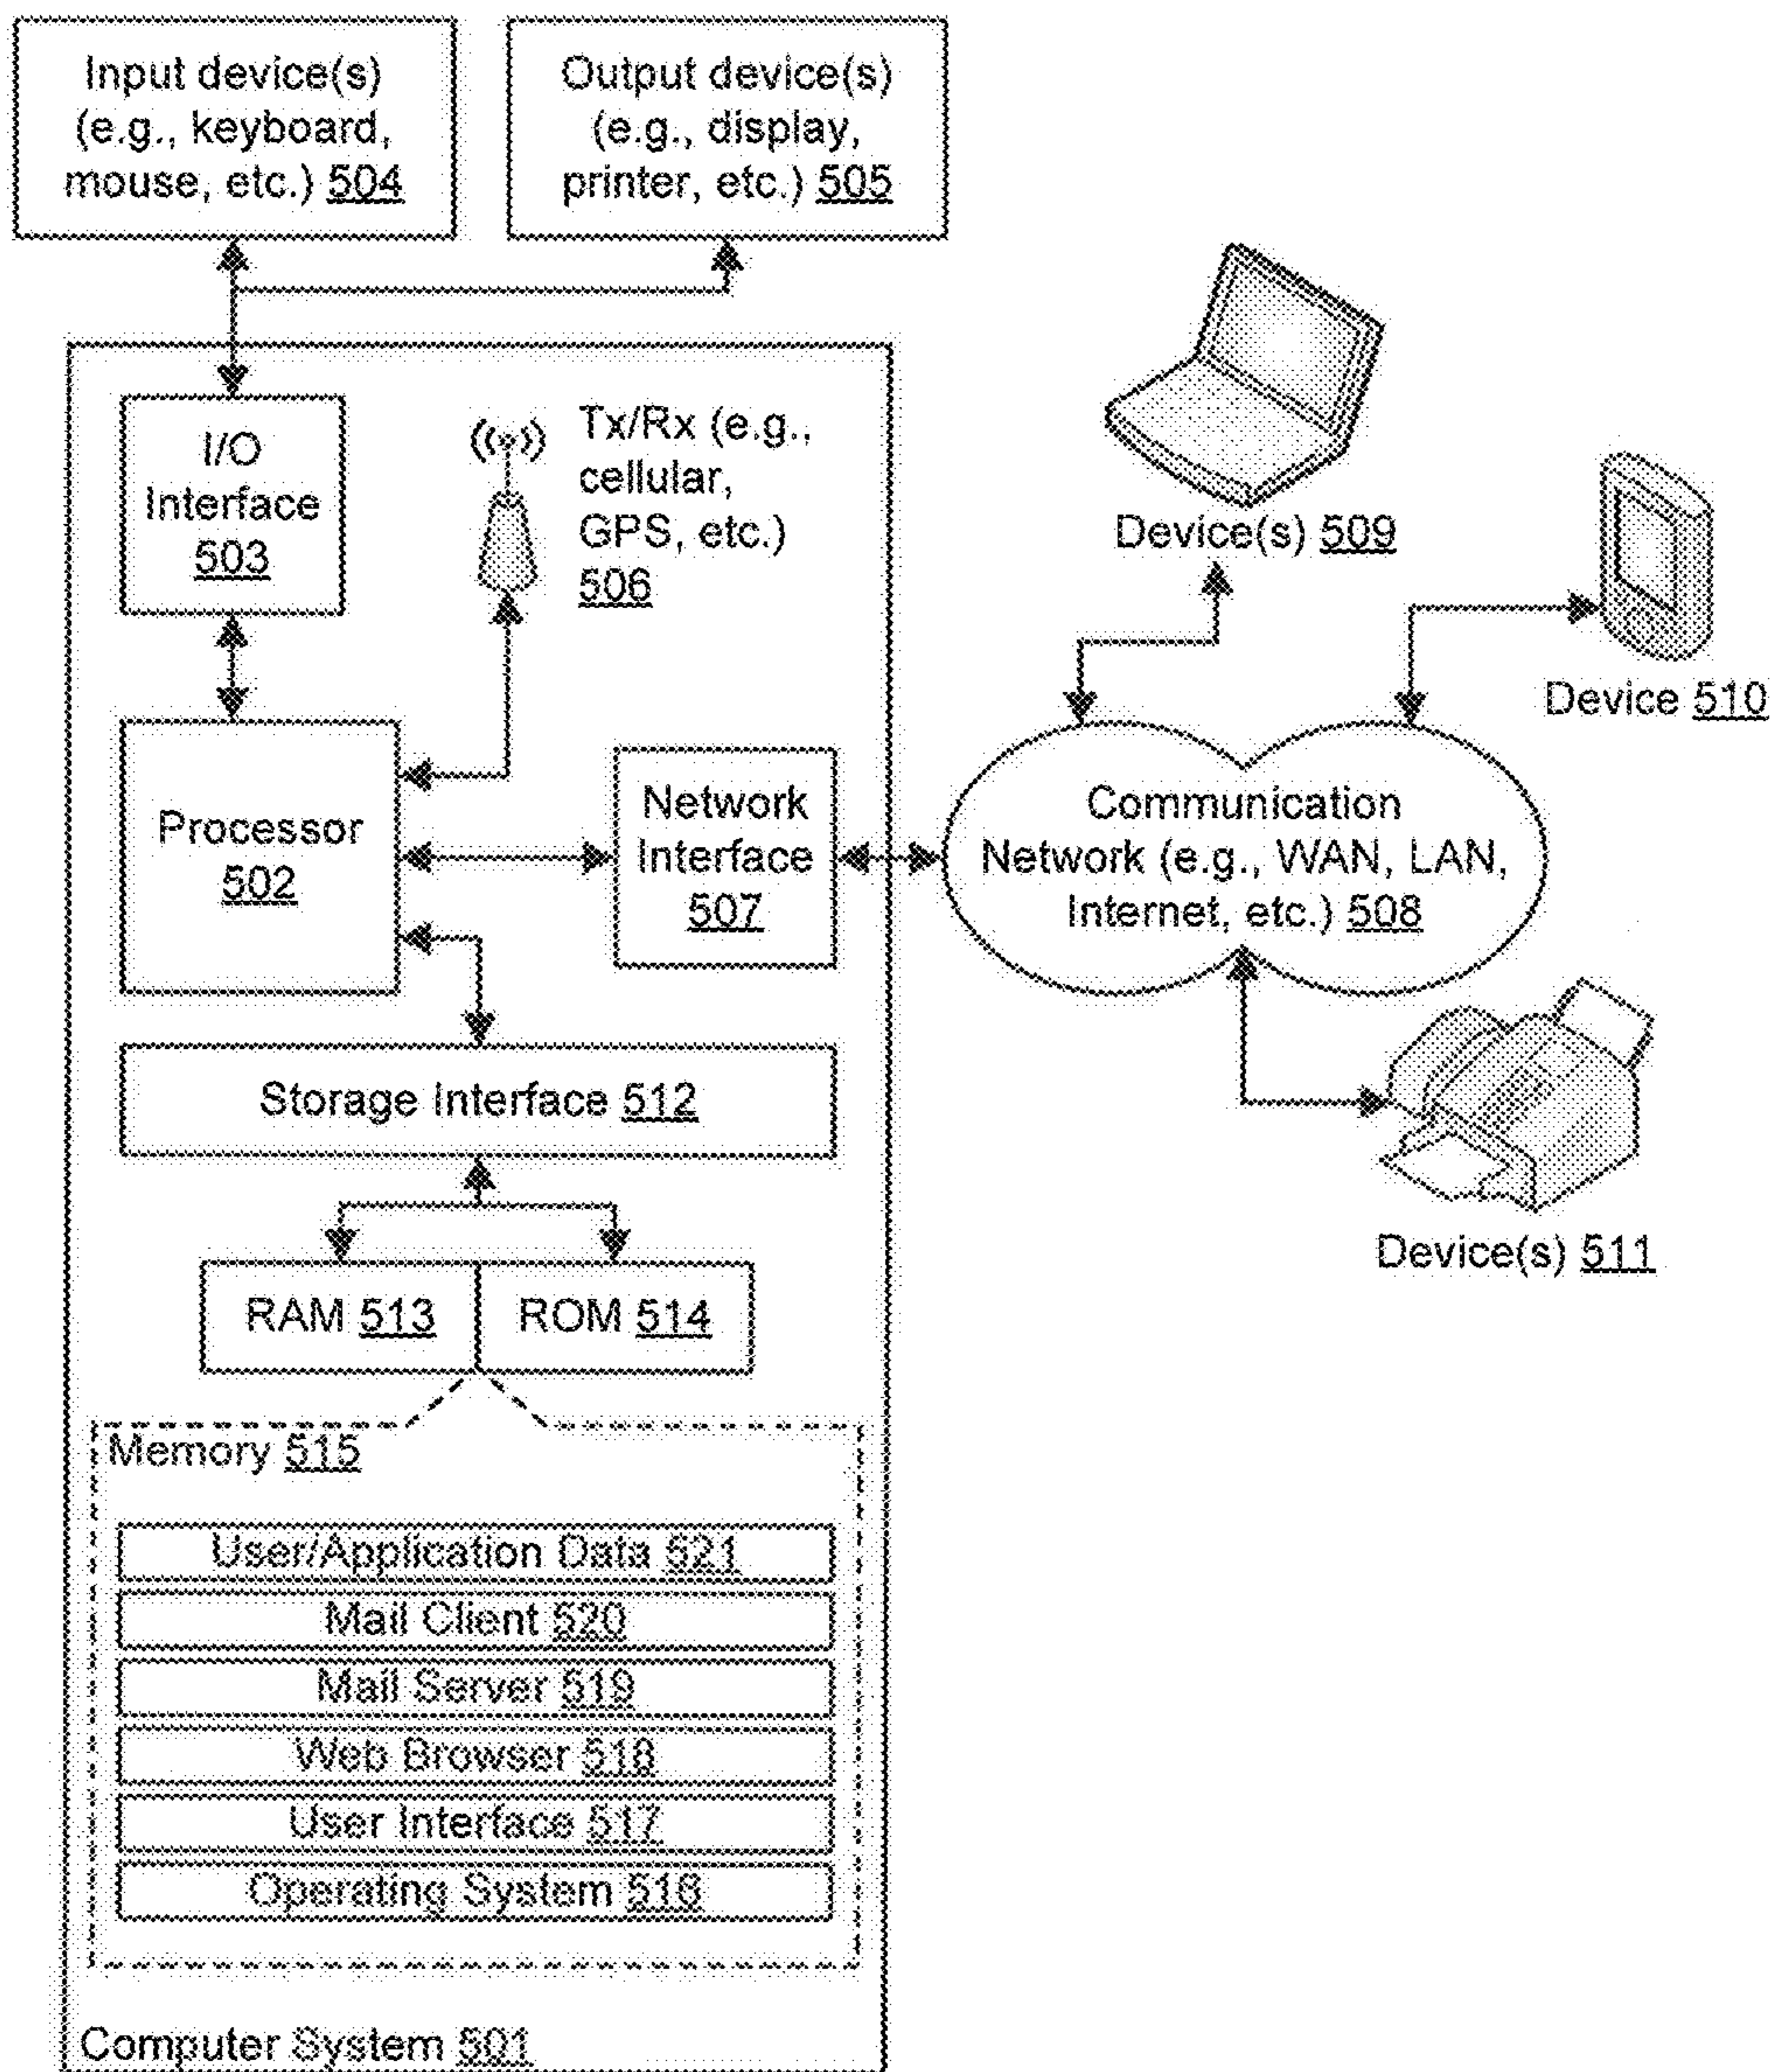 Input device(s)
(e.g., keyboard,
mouse, etc.) 504
Output device(s)
(e.g., display,
printer, etc.) 505
I/O
Interface
503
Tx/Rx (e.g.,
cellular,
GPS, etc.)
506
Device(s) 509
Device 510
Processor
502
Network
Interface
507
Communication
Network (e.g., WAN, LAN,
Internet, etc.) 508
Storage Interface 512
Device(s) 511
RAM 513
ROM 514
Memory 515
User/Application Data 521
Mail Client 520
Mail Server 519
Web Browser 518
User Interface 517
Operating System 516
Computer System 501